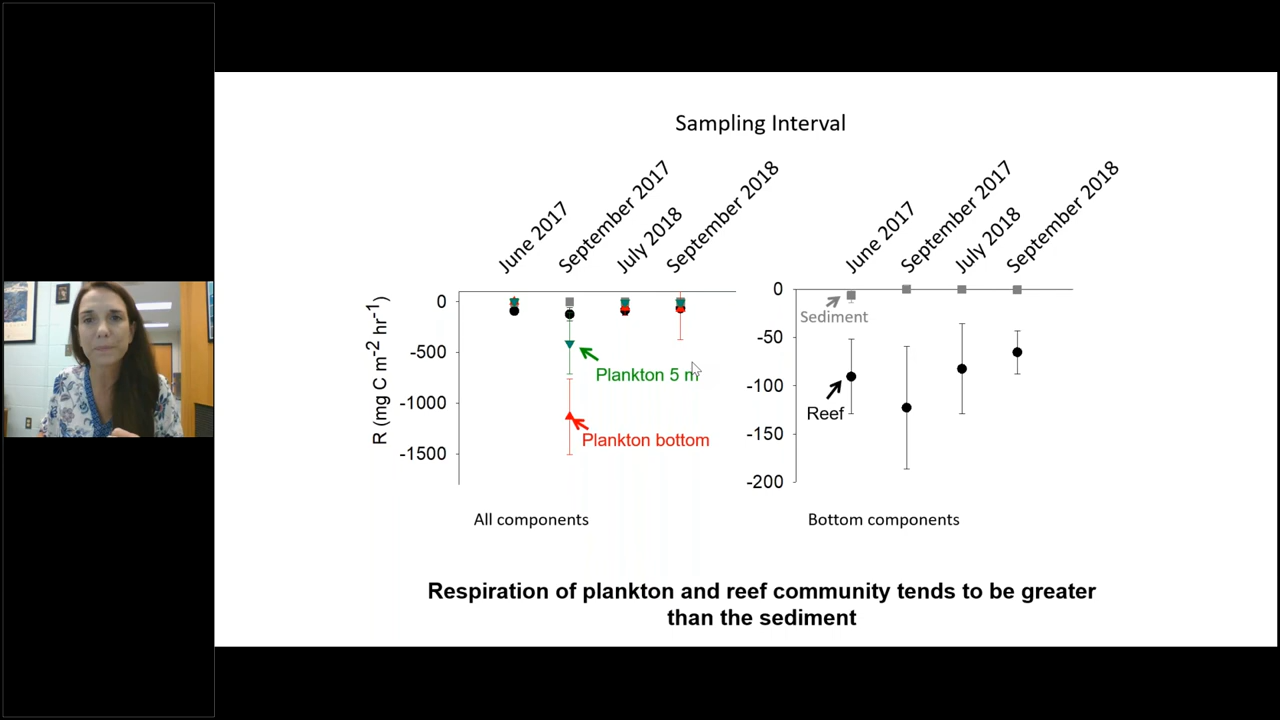 Sampling Interval
June 2017
September 2017
July 2018
September 2018
June 2017
September 2017
July 2018
September 2018
R (mg C m-2 hr-1)
0
-500
-1000
-1500
Plankton 5 m
Plankton bottom
0
-50
-100
-150
-200
Sediment
Reef
All components
Bottom components
Respiration of plankton and reef community tends to be greater
than the sediment